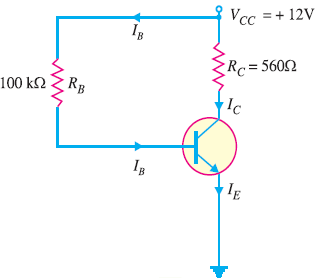 V_CC = + 12V
I_B
R_C = 560Ω
100 kΩ R_B
I_C
I_B
I_E